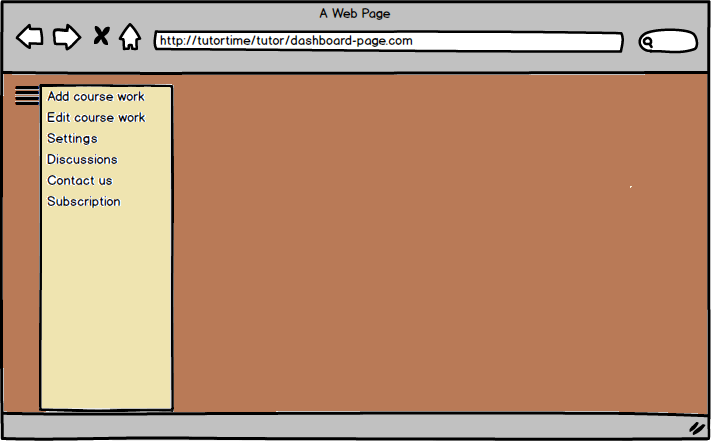 A Web Page
http://tutortime/tutor/dashboard-page.com
Add course work
Edit course work
Settings
Discussions
Contact us
Subscription